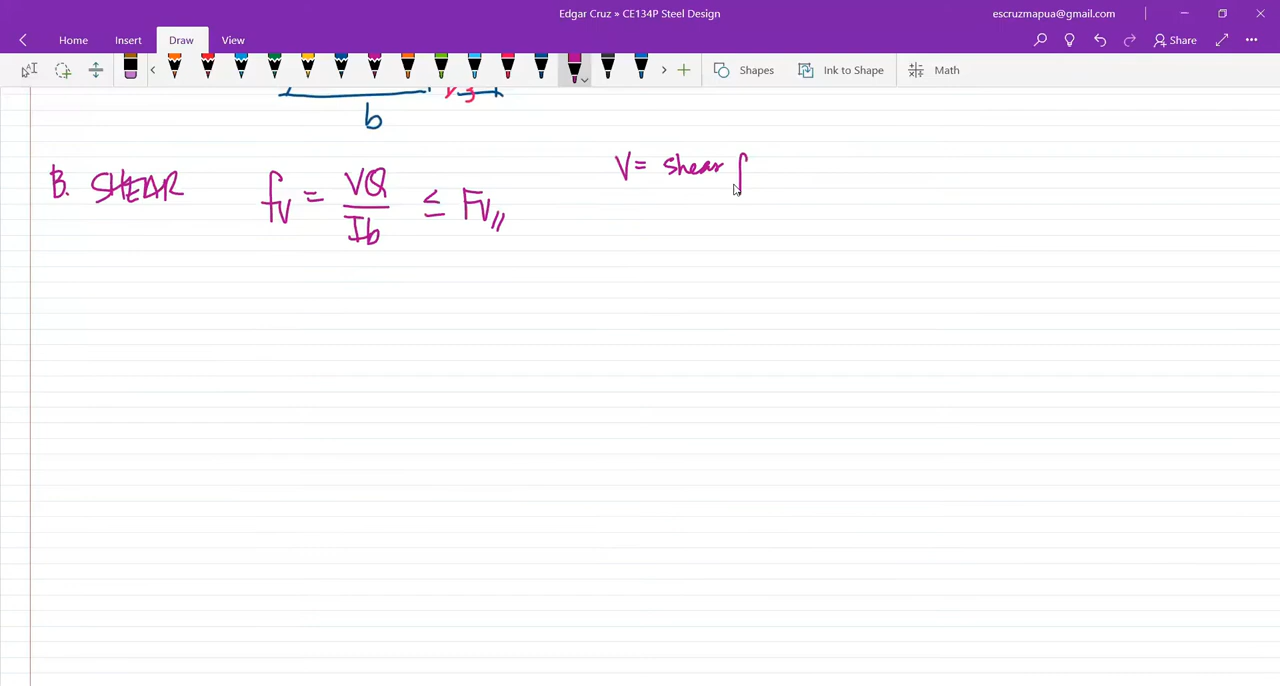 Edgar Cruz » CE134P Steel Design
escruzmapua@gmail.com
Home Insert Draw View
Share
Shapes Ink to Shape Math
b
B. SHEAR fv = VQ / Ib ≤ Fv
V = shear f